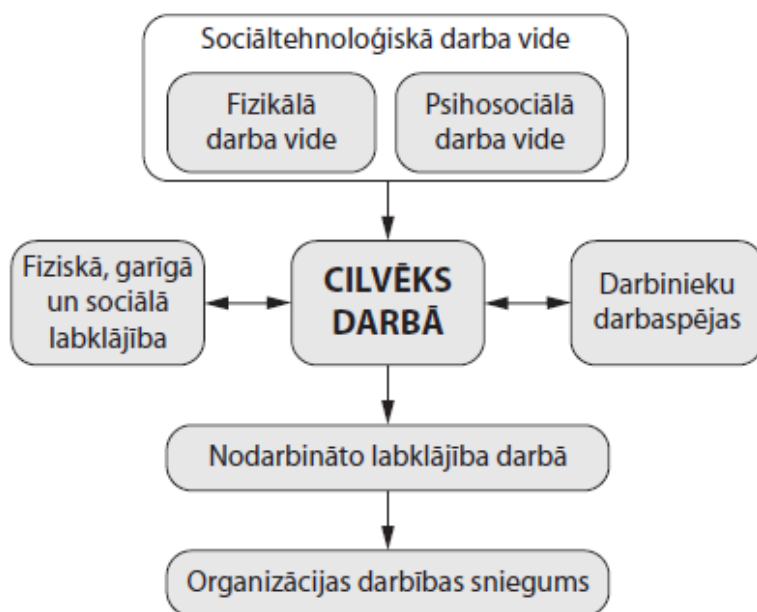 Sociāltehnoloģiskā darba vide
Fizikālā
darba vide
Psihosociālā
darba vide
Fiziskā, garīgā
un sociālā
labklājība
CILVĒKS
DARBĀ
Darbinieku
darbaspējas
Nodarbināto labklājība darbā
Organizācijas darbības sniegums